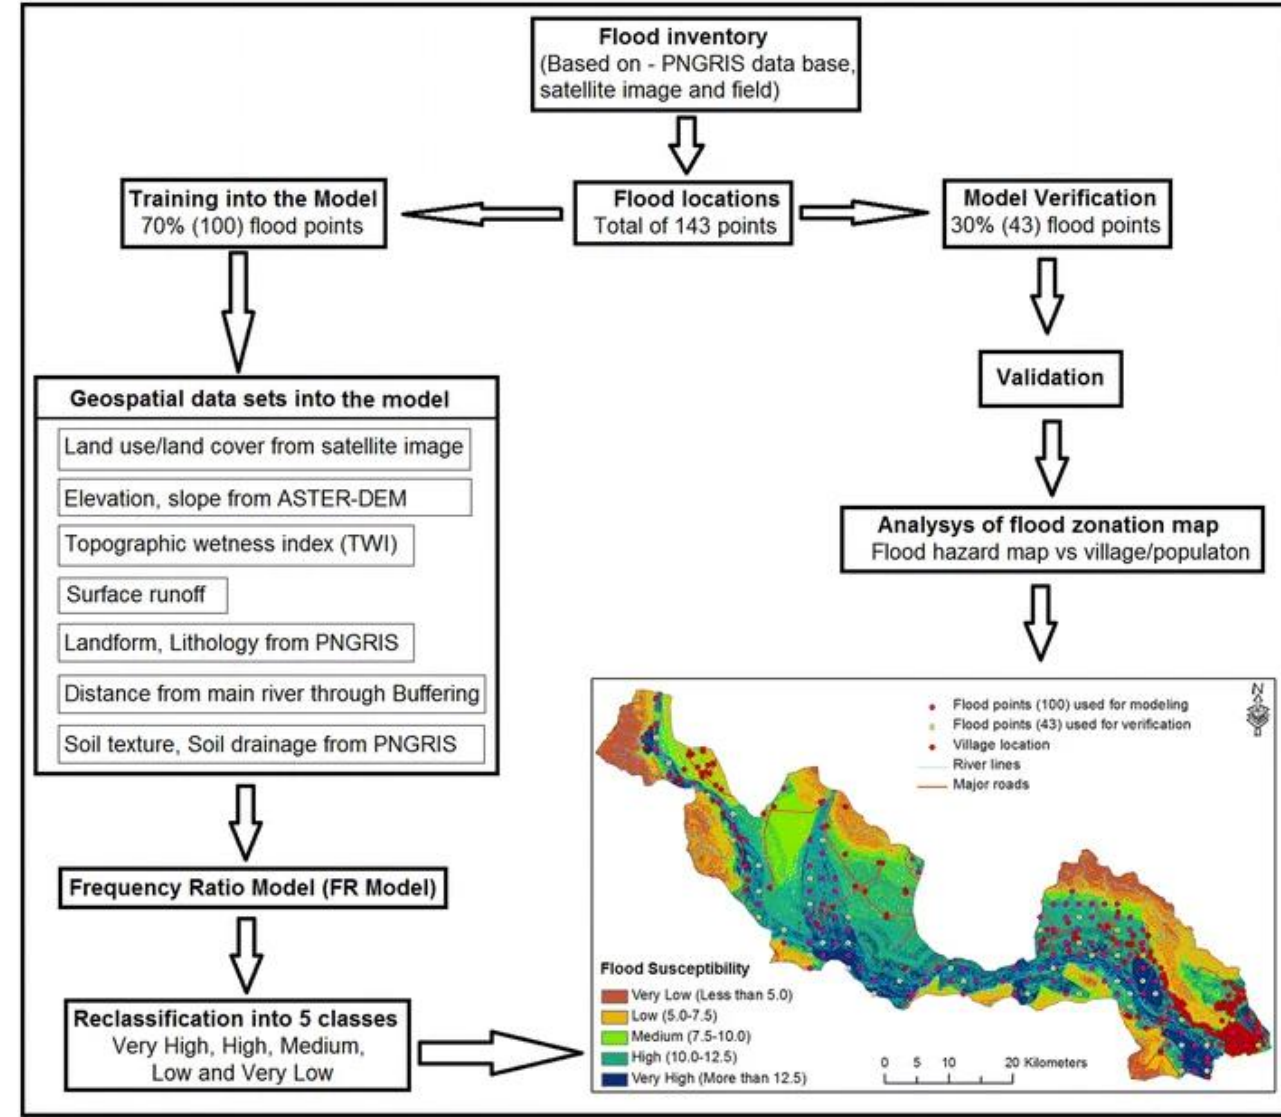 Flood inventory
(Based on - PNGRIS data base,
satellite image and field)
Training into the Model
70% (100) flood points
Flood locations
Total of 143 points
Model Verification
30% (43) flood points
Validation
Analysys of flood zonation map
Flood hazard map vs village/populaton
Geospatial data sets into the model
Land use/land cover from satellite image
Elevation, slope from ASTER-DEM
Topographic wetness index (TWI)
Surface runoff
Landform, Lithology from PNGRIS
Distance from main river through Buffering
Soil texture, Soil drainage from PNGRIS
Frequency Ratio Model (FR Model)
Reclassification into 5 classes
Very High, High, Medium,
Low and Very Low
N
Flood points (100) used for modeling
Flood points (43) used for verification
Village location
River lines
Major roads
Flood Susceptibility
Very Low (Less than 5.0)
Low (5.0-7.5)
Medium (7.5-10.0)
High (10.0-12.5)
Very High (More than 12.5)
0 5 10 20 Kilometers